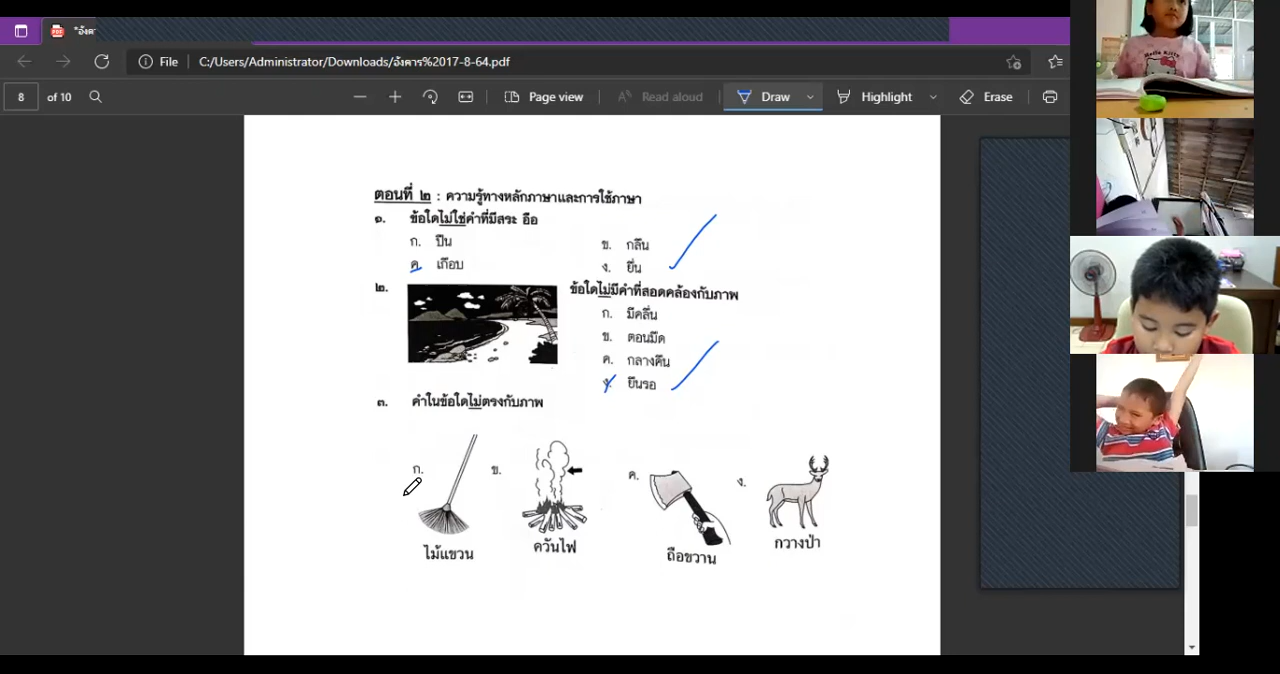 File
C:/Users/Administrator/Downloads/อังคาร%2017-8-64.pdf
8 of 10
Page view
Read aloud
Draw
Highlight
Erase
ตอนที่ ๒ : ความรู้ทางหลักภาษาและการใช้ภาษา
๑. ข้อใดไม่ใช่คำที่มีสระ อือ
ก. ปืน
ข. กลืน
ค. เกือบ
ง. ยื่น
๒. ข้อใดไม่มีคำที่สอดคล้องกับภาพ
ก. มีคลื่น
ข. ตอนมืด
ค. กลางคืน
ง. ยืนรอ
๓. คำในข้อใดไม่ตรงกับภาพ
ก. ข. ค. ง.
ไม้แขวน ควันไฟ ถือขวาน กวางป่า